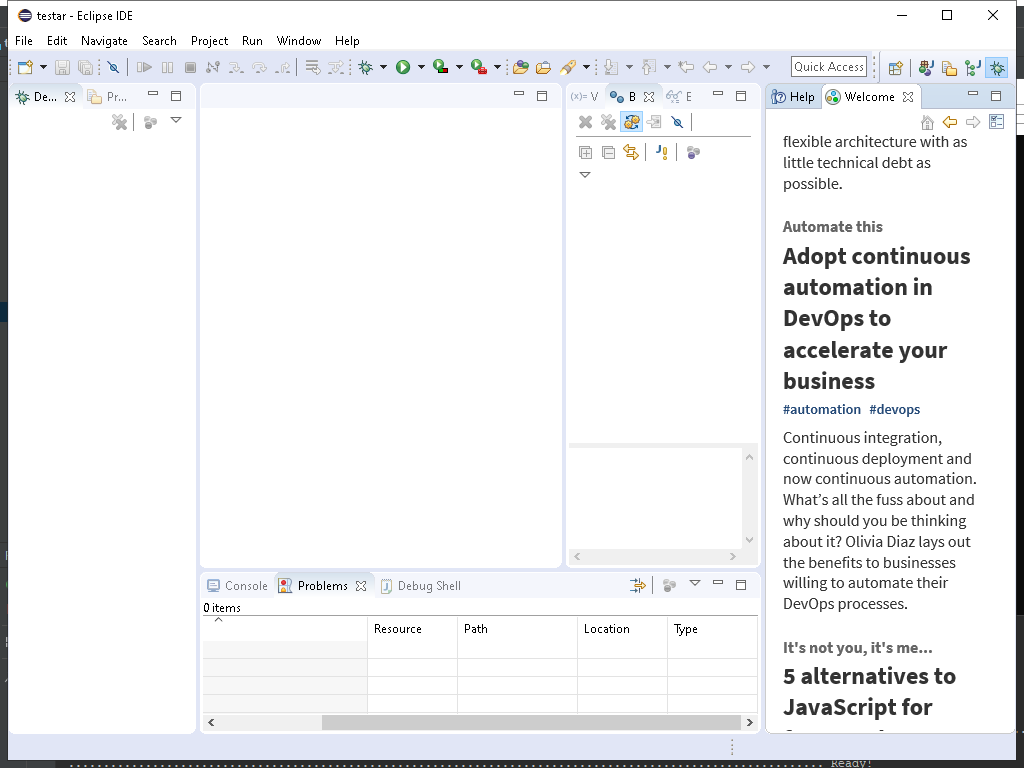 testar - Eclipse IDE
File Edit Navigate Search Project Run Window Help
Quick Access
De... Pr... (x)= V B E Help Welcome
flexible architecture with as
little technical debt as
possible.
Automate this
Adopt continuous
automation in
DevOps to
accelerate your
business
#automation #devops
Continuous integration,
continuous deployment and
now continuous automation.
What's all the fuss about and
why should you be thinking
about it? Olivia Diaz lays out
the benefits to businesses
willing to automate their
DevOps processes.
It's not you, it's me...
5 alternatives to
JavaScript for
Console Problems Debug Shell
0 items
Resource Path Location Type
Ready!